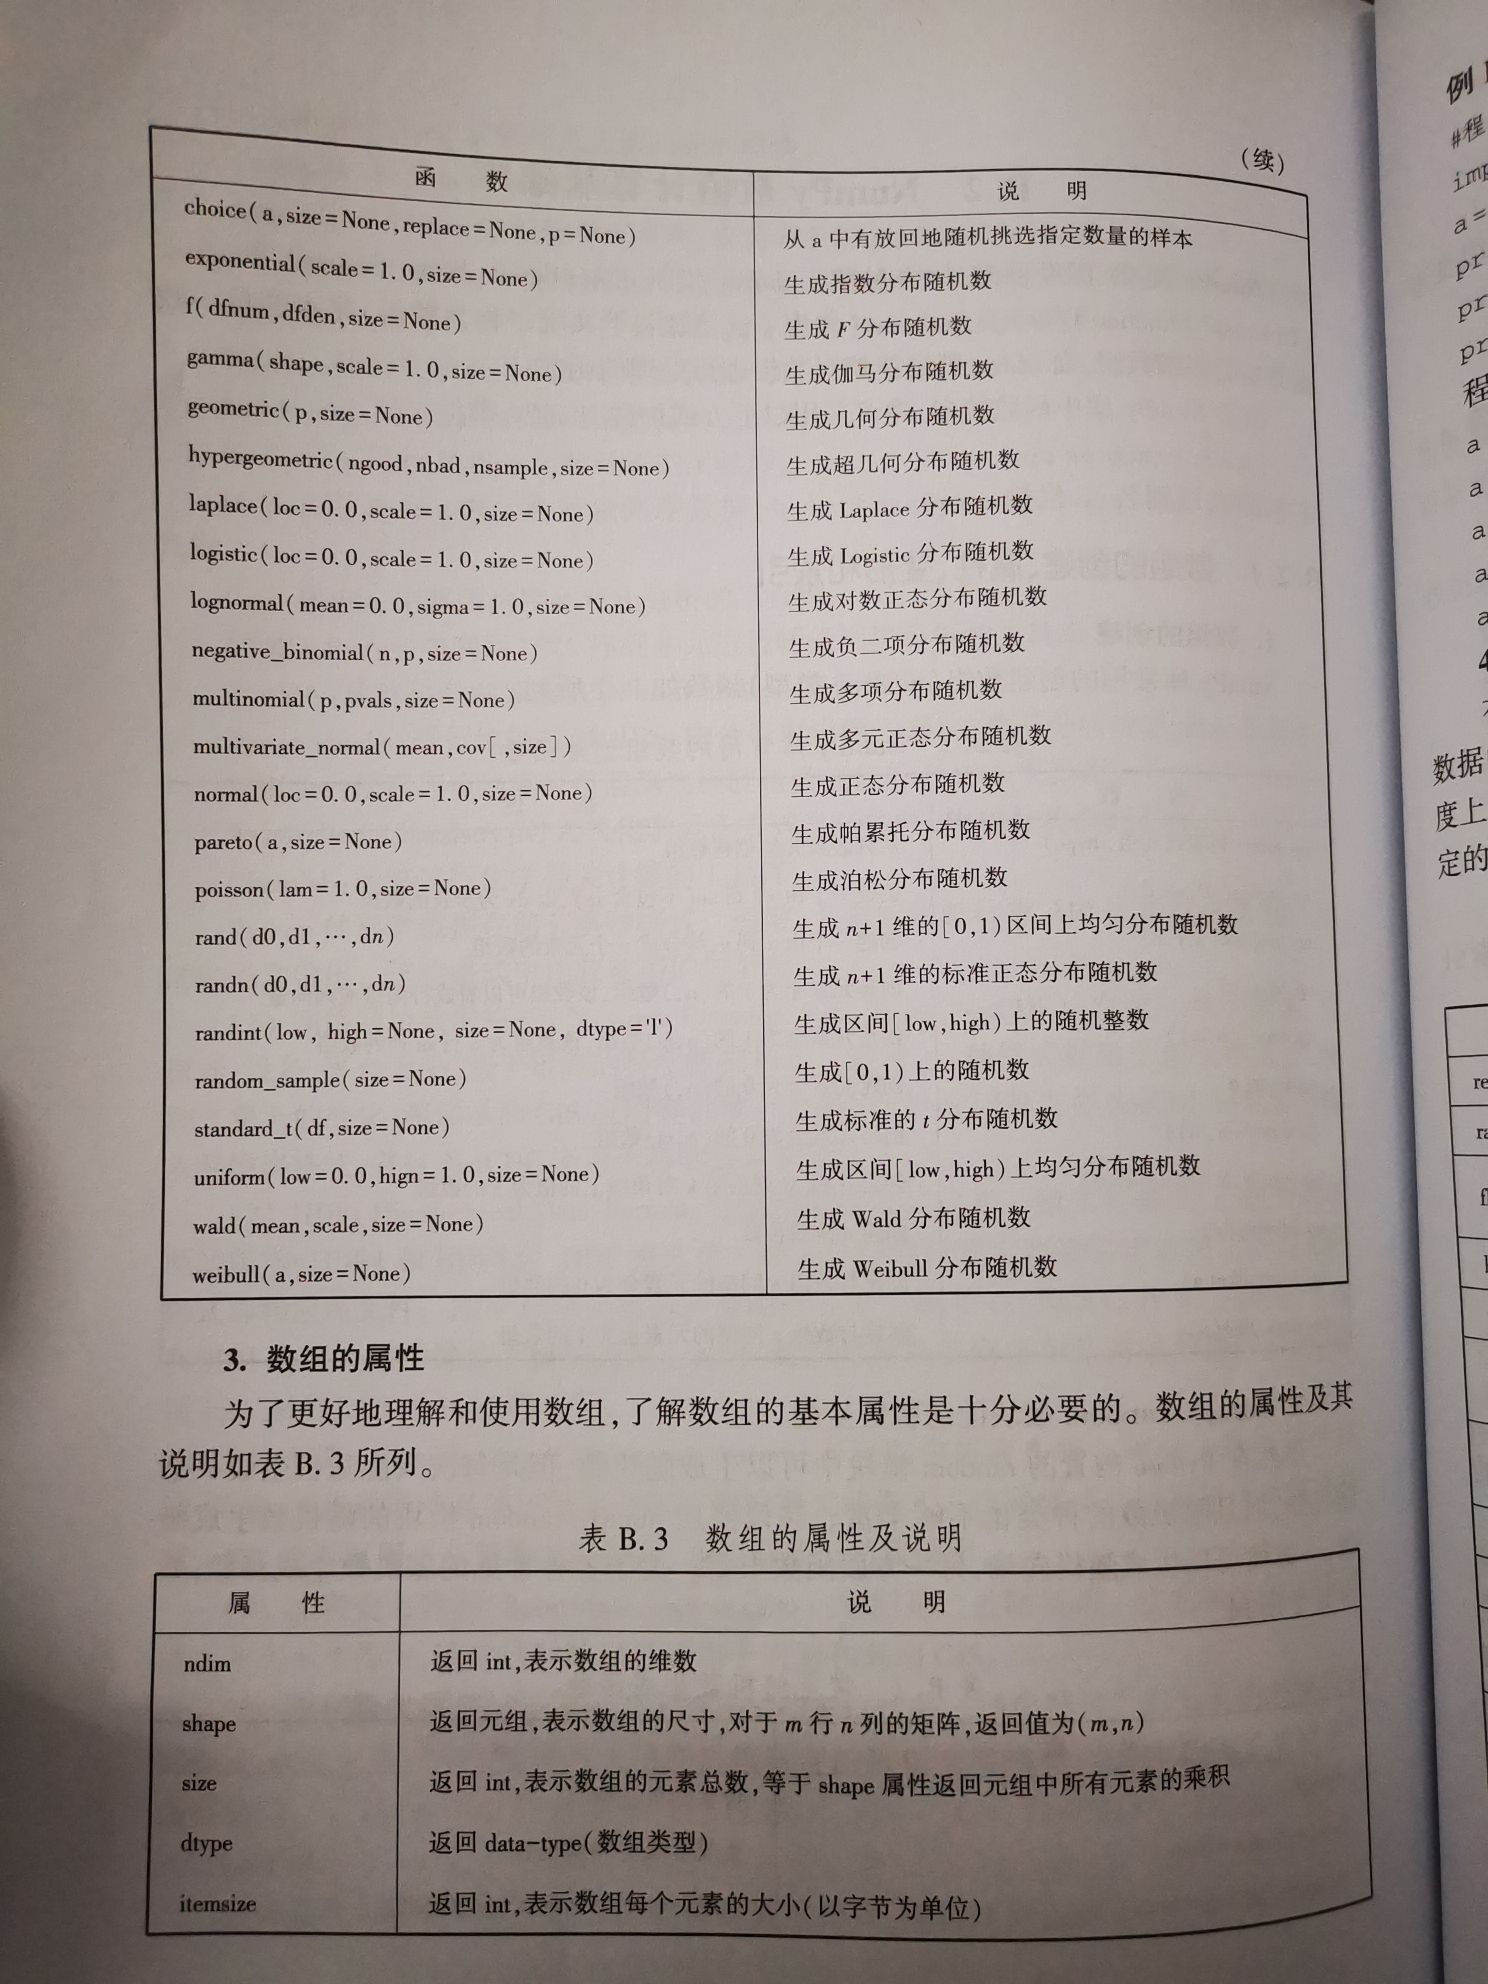 (续)
函 数 说 明
choice(a,size=None,replace=None,p=None) 从 a 中有放回地随机挑选指定数量的样本
exponential(scale=1.0,size=None) 生成指数分布随机数
f(dfnum,dfden,size=None) 生成 F 分布随机数
gamma(shape,scale=1.0,size=None) 生成伽马分布随机数
geometric(p,size=None) 生成几何分布随机数
hypergeometric(ngood,nbad,nsample,size=None) 生成超几何分布随机数
laplace(loc=0.0,scale=1.0,size=None) 生成 Laplace 分布随机数
logistic(loc=0.0,scale=1.0,size=None) 生成 Logistic 分布随机数
lognormal(mean=0.0,sigma=1.0,size=None) 生成对数正态分布随机数
negative_binomial(n,p,size=None) 生成负二项分布随机数
multinomial(p,pvals,size=None) 生成多项分布随机数
multivariate_normal(mean,cov[,size]) 生成多元正态分布随机数
normal(loc=0.0,scale=1.0,size=None) 生成正态分布随机数
pareto(a,size=None) 生成帕累托分布随机数
poisson(lam=1.0,size=None) 生成泊松分布随机数
rand(d0,d1,…,dn) 生成 n+1 维的[0,1)区间上均匀分布随机数
randn(d0,d1,…,dn) 生成 n+1 维的标准正态分布随机数
randint(low, high=None, size=None, dtype='l') 生成区间[low,high)上的随机整数
random_sample(size=None) 生成[0,1)上的随机数
standard_t(df,size=None) 生成标准的 t 分布随机数
uniform(low=0.0,hign=1.0,size=None) 生成区间[low,high)上均匀分布随机数
wald(mean,scale,size=None) 生成 Wald 分布随机数
weibull(a,size=None) 生成 Weibull 分布随机数
3. 数组的属性
为了更好地理解和使用数组,了解数组的基本属性是十分必要的。数组的属性及其
说明如表 B.3 所列。
表 B.3 数组的属性及说明
属 性 说 明
ndim 返回 int,表示数组的维数
shape 返回元组,表示数组的尺寸,对于 m 行 n 列的矩阵,返回值为(m,n)
size 返回 int,表示数组的元素总数,等于 shape 属性返回元组中所有元素的乘积
dtype 返回 data-type(数组类型)
itemsize 返回 int,表示数组每个元素的大小(以字节为单位)
例
#程
a=
pr
pr
pr
程
a
a
a
a
a
数据
度上
定的
re